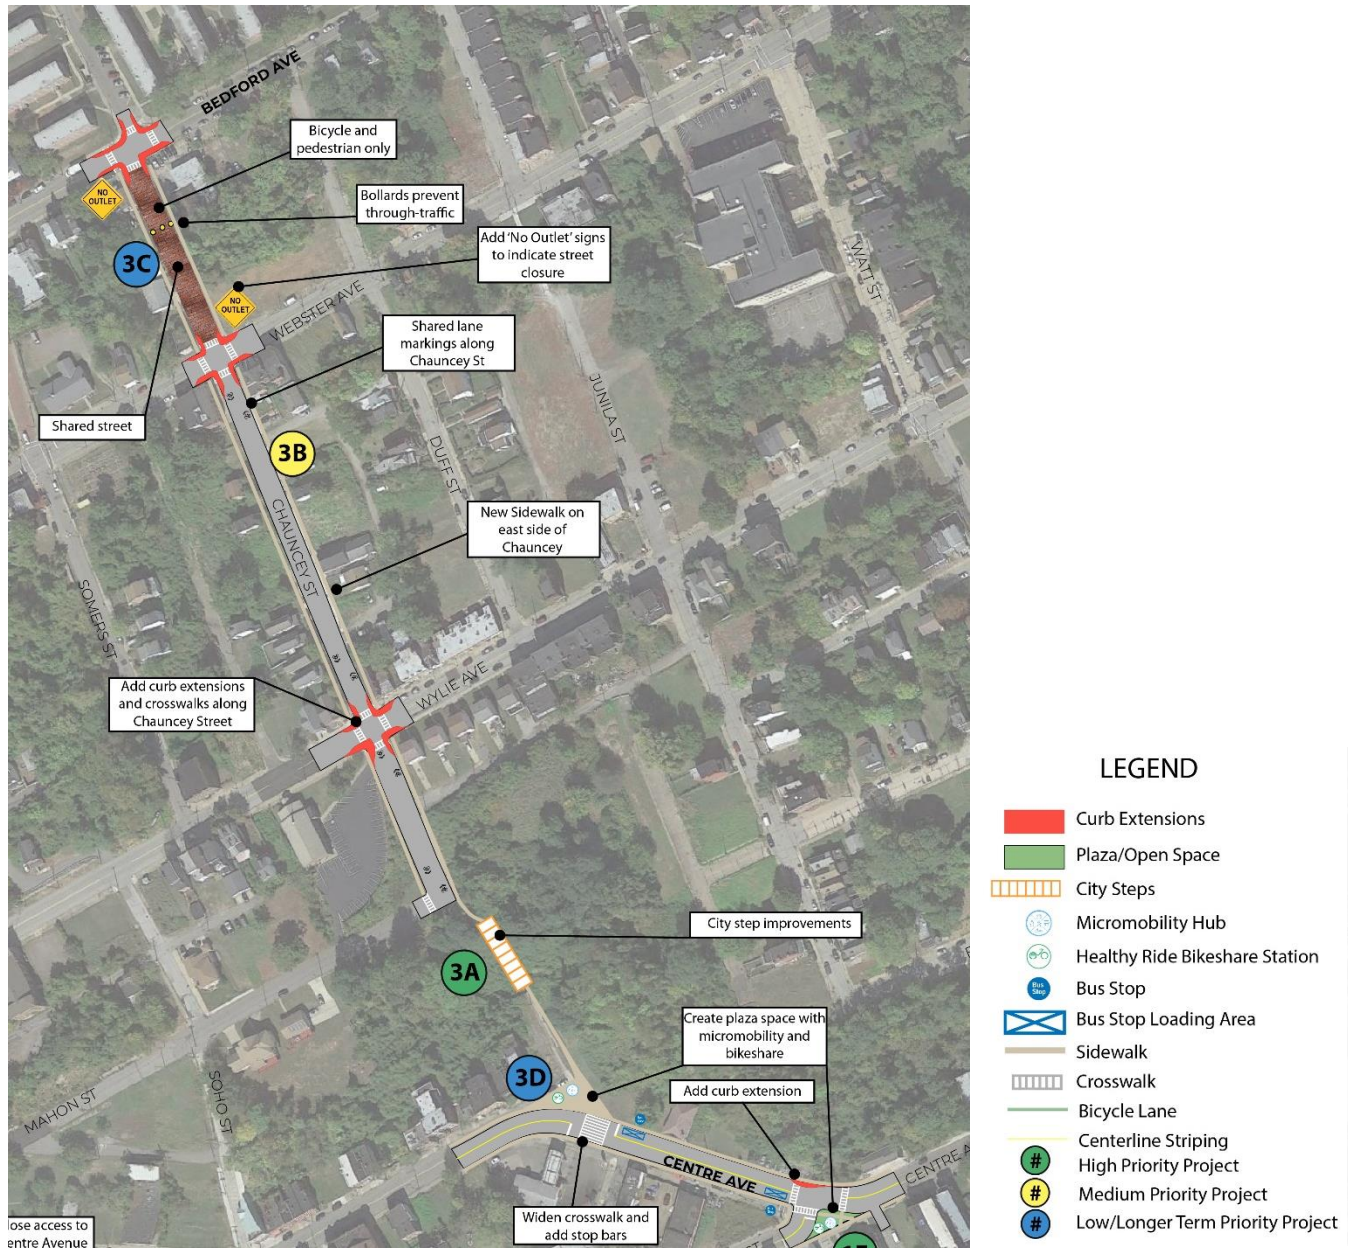 BEDFORD AVE
Bicycle and
pedestrian only
NO
OUTLET
Bollards prevent
through-traffic
Add 'No Outlet' signs
to indicate street
closure
3C
WATT ST
NO
OUTLET
WEBSTER AVE
Shared lane
markings along
Chauncey St
Shared street
JUNILA ST
3B
DUFF ST
CHAUNCEY ST
New Sidewalk on
east side of
Chauncey
SOMERS ST
Add curb extensions
and crosswalks along
Chauncey Street
WYLIE AVE
City step improvements
3A
Create plaza space with
micromobility and
bikeshare
3D
Add curb extension
MAHON ST
SOHO ST
Bus
Stop
CENTRE AVE
CENTRE A
Widen crosswalk and
add stop bars
lose access to
entre Avenue
LEGEND
Curb Extensions
Plaza/Open Space
City Steps
Micromobility Hub
Healthy Ride Bikeshare Station
Bus
Stop
Bus Stop
Bus Stop Loading Area
Sidewalk
Crosswalk
Bicycle Lane
Centerline Striping
# High Priority Project
# Medium Priority Project
# Low/Longer Term Priority Project